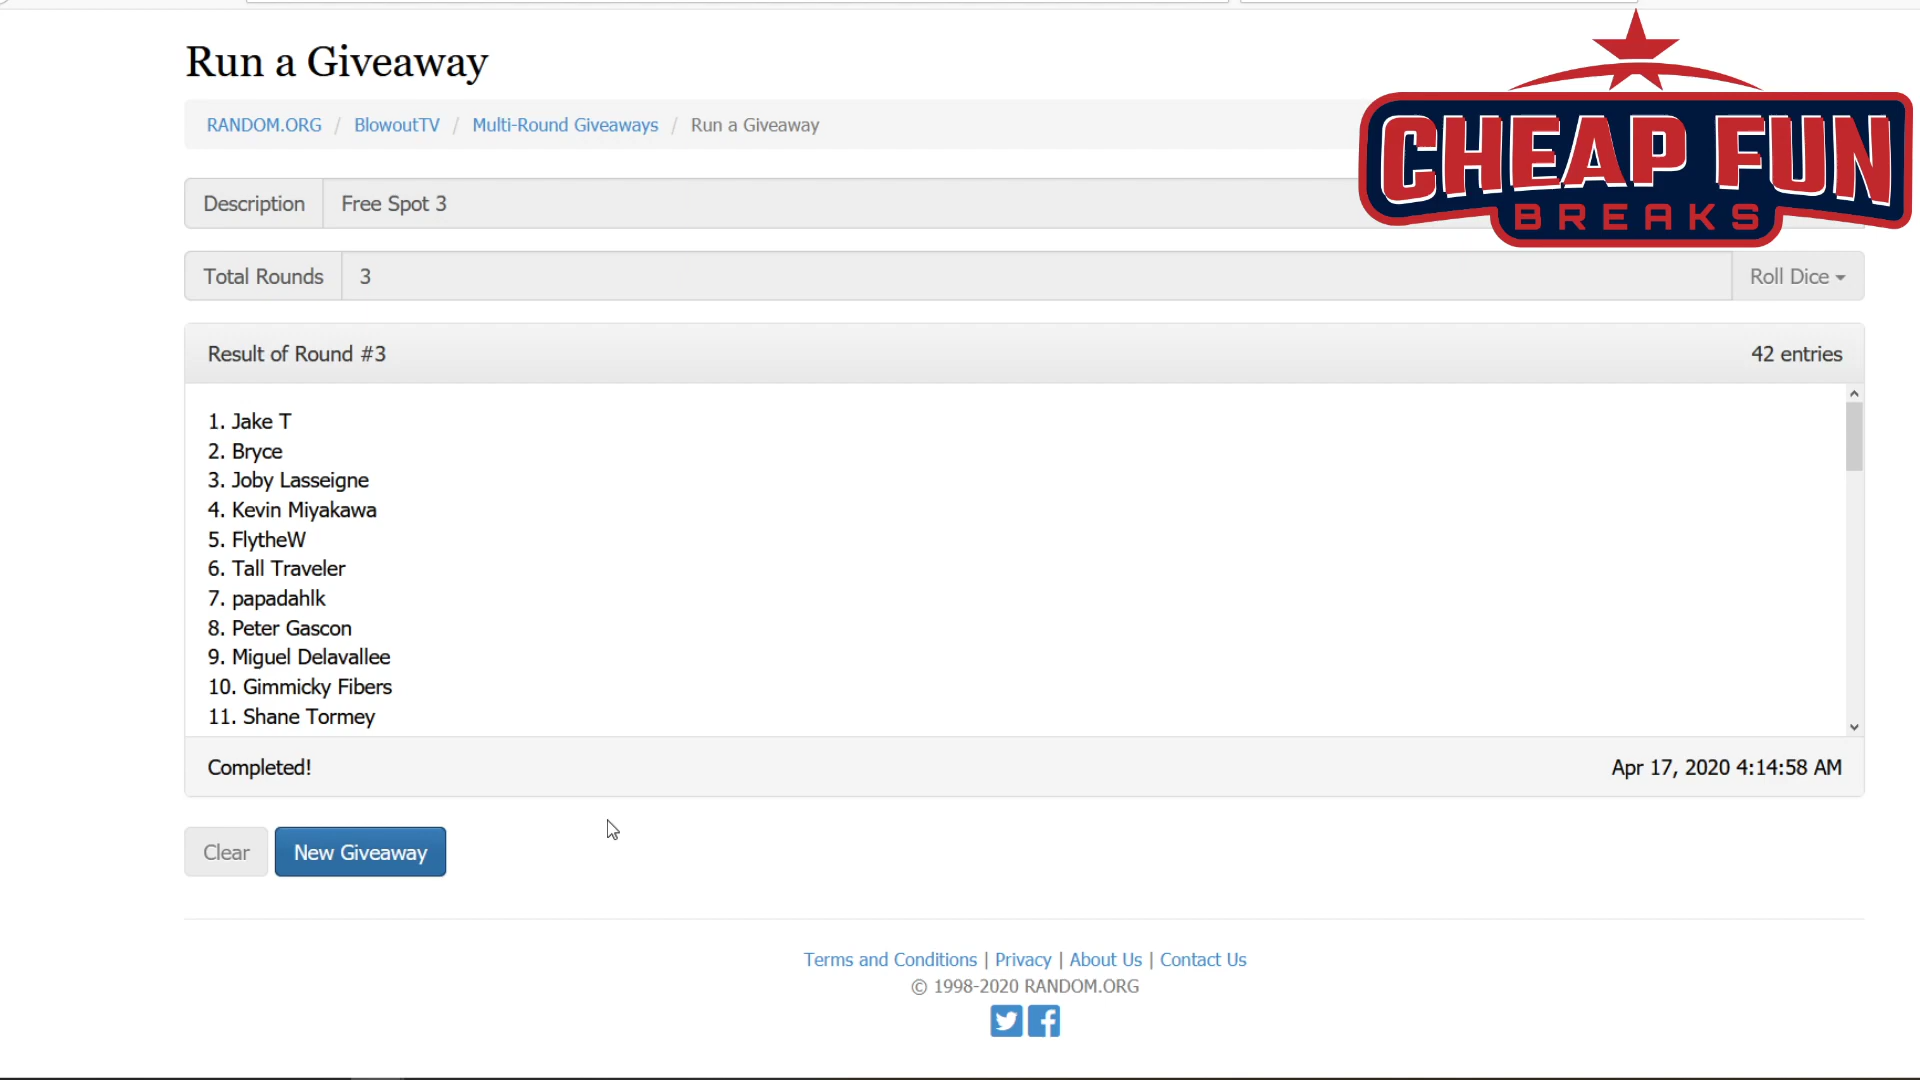 Run a Giveaway
RANDOM.ORG / BlowoutTV / Multi-Round Giveaways / Run a Giveaway
CHEAP FUN
BREAKS
Description Free Spot 3
Total Rounds 3 Roll Dice
Result of Round #3 42 entries
1. Jake T
2. Bryce
3. Joby Lasseigne
4. Kevin Miyakawa
5. FlytheW
6. Tall Traveler
7. papadahlk
8. Peter Gascon
9. Miguel Delavallee
10. Gimmicky Fibers
11. Shane Tormey
Completed! Apr 17, 2020 4:14:58 AM
Clear New Giveaway
Terms and Conditions | Privacy | About Us | Contact Us
© 1998-2020 RANDOM.ORG